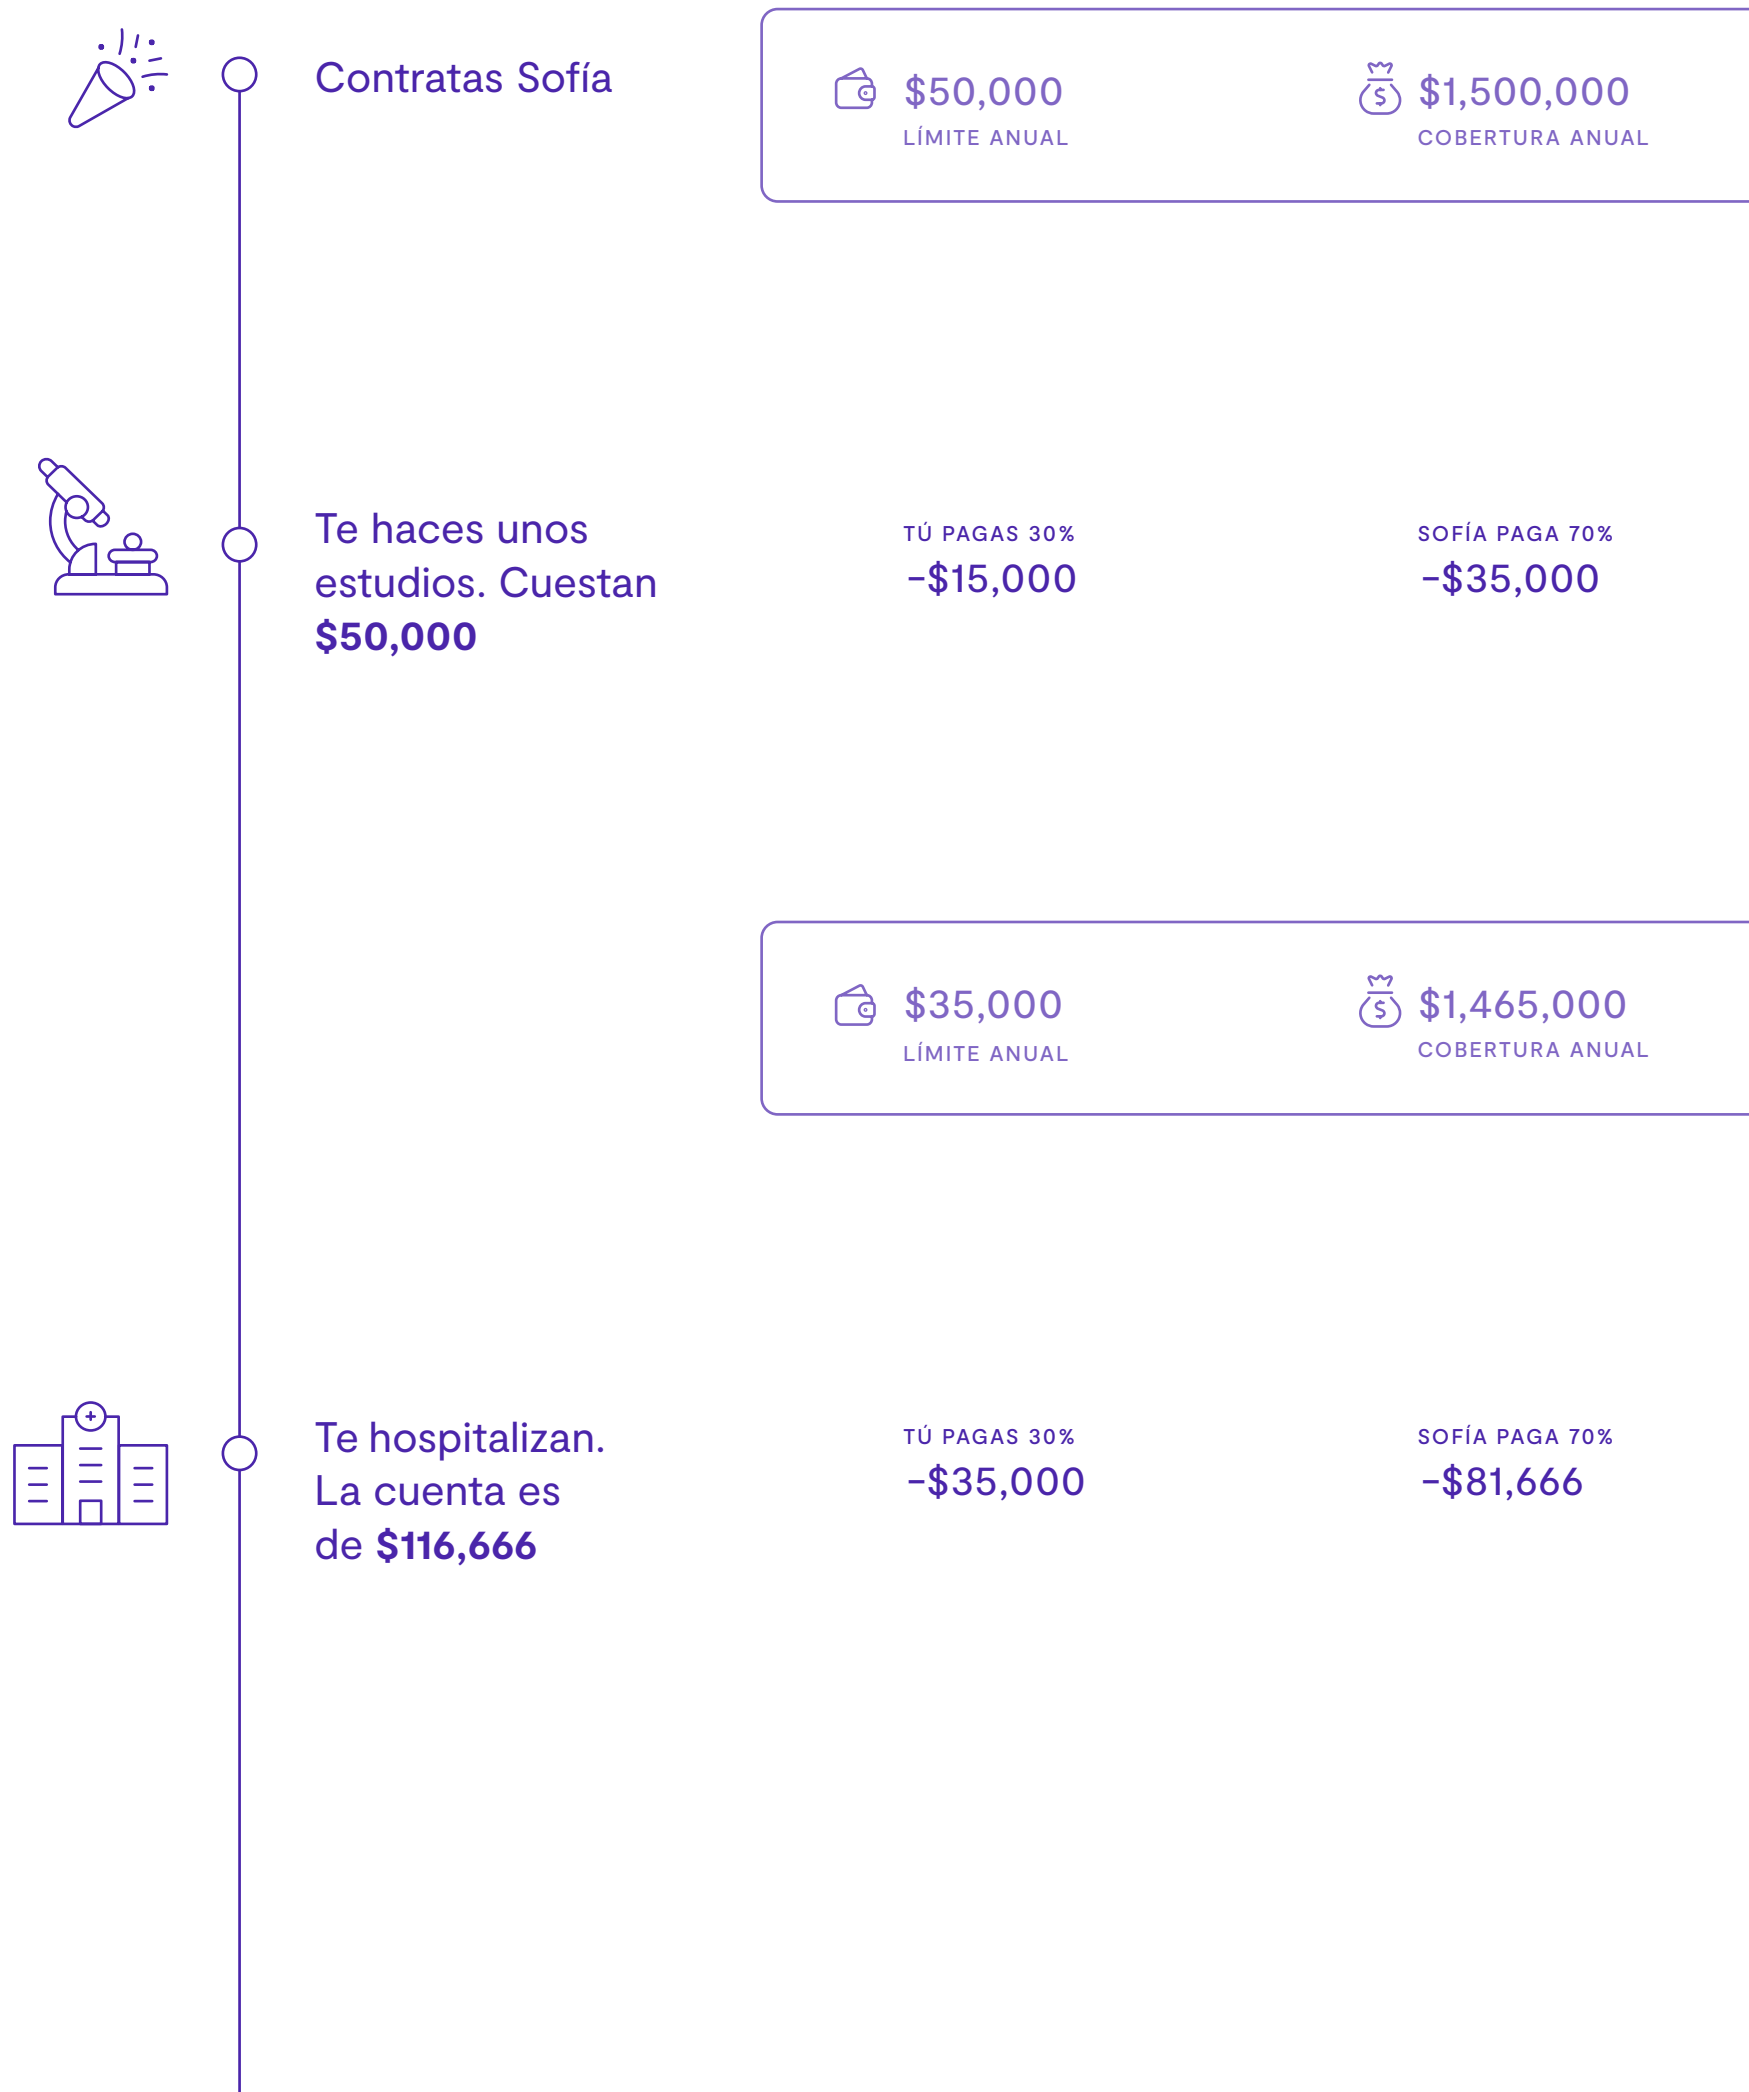 Contratas Sofía
$50,000
LÍMITE ANUAL
$1,500,000
COBERTURA ANUAL
Te haces unos
estudios. Cuestan
$50,000
TÚ PAGAS 30%
-$15,000
SOFÍA PAGA 70%
-$35,000
$35,000
LÍMITE ANUAL
$1,465,000
COBERTURA ANUAL
Te hospitalizan.
La cuenta es
de $116,666
TÚ PAGAS 30%
-$35,000
SOFÍA PAGA 70%
-$81,666